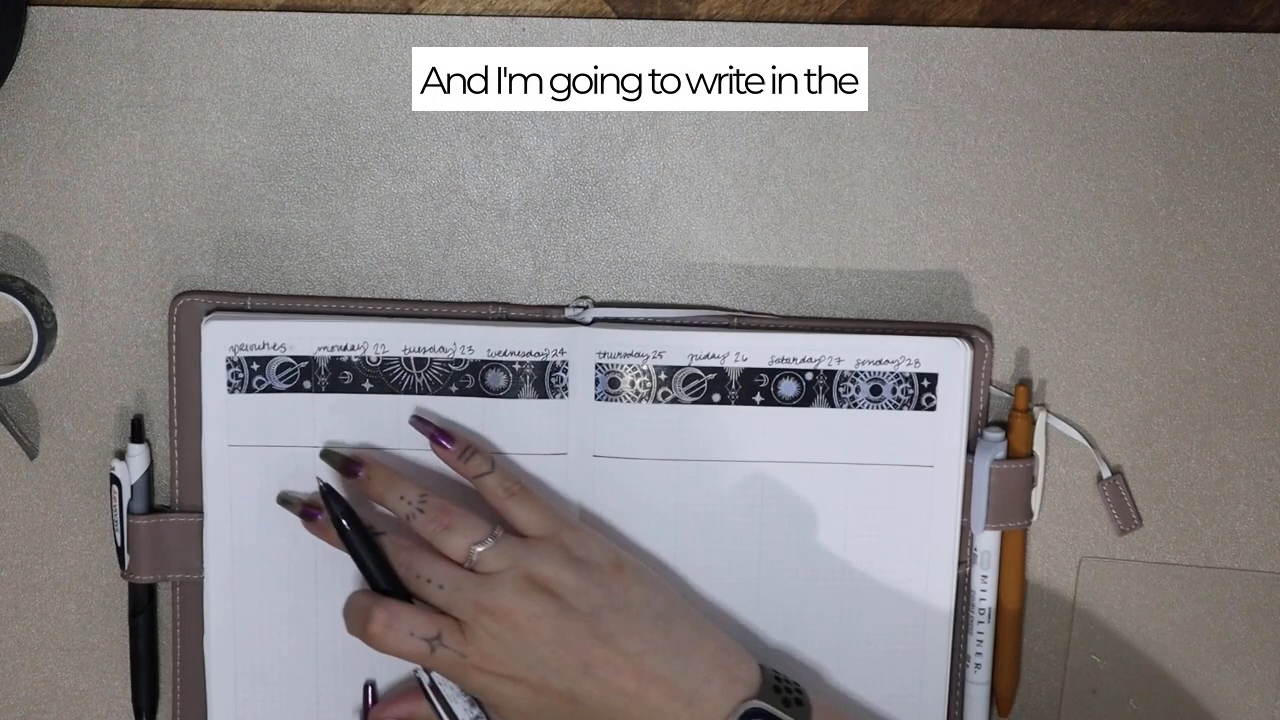 And I'm going to write in the
priorities monday 22 tuesday 23 wednesday 24 thursday 25 friday 26 saturday 27 sunday 28
MILDLINER